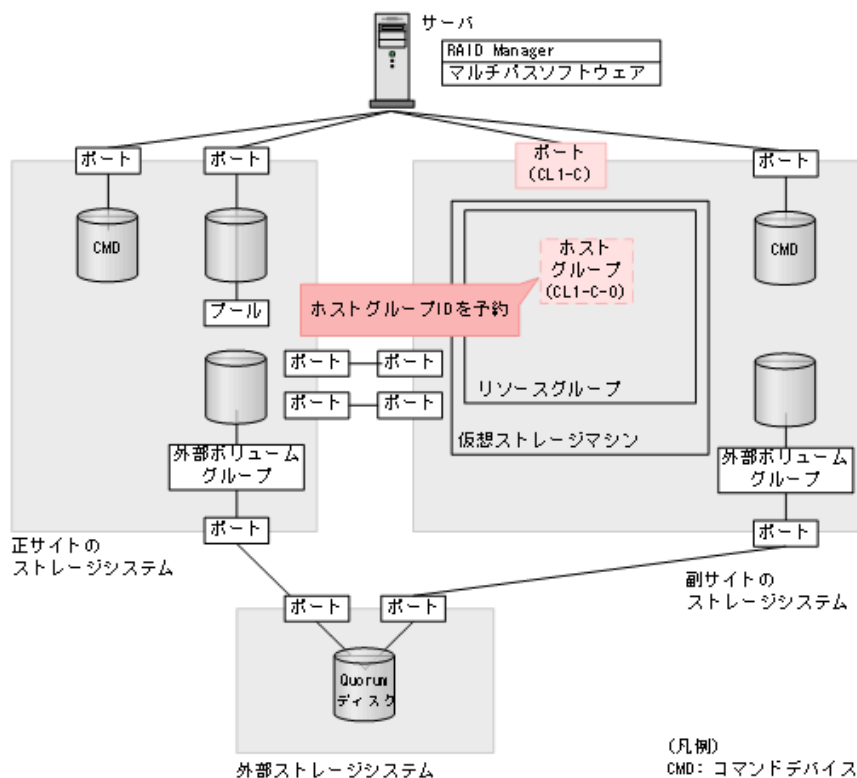 サーバ
RAID Manager
マルチパスソフトウェア
ポート
ポート
ポート
(CL1-C)
ポート
CMD
CMD
ホスト
グループ
(CL1-C-0)
プール
ホストグループIDを予約
ポート
ポート
ポート
ポート
リソースグループ
仮想ストレージマシン
外部ボリューム
グループ
外部ボリューム
グループ
ポート
ポート
正サイトの
ストレージシステム
副サイトの
ストレージシステム
ポート
ポート
Quorum
ディスク
外部ストレージシステム
(凡例)
CMD: コマンドデバイス